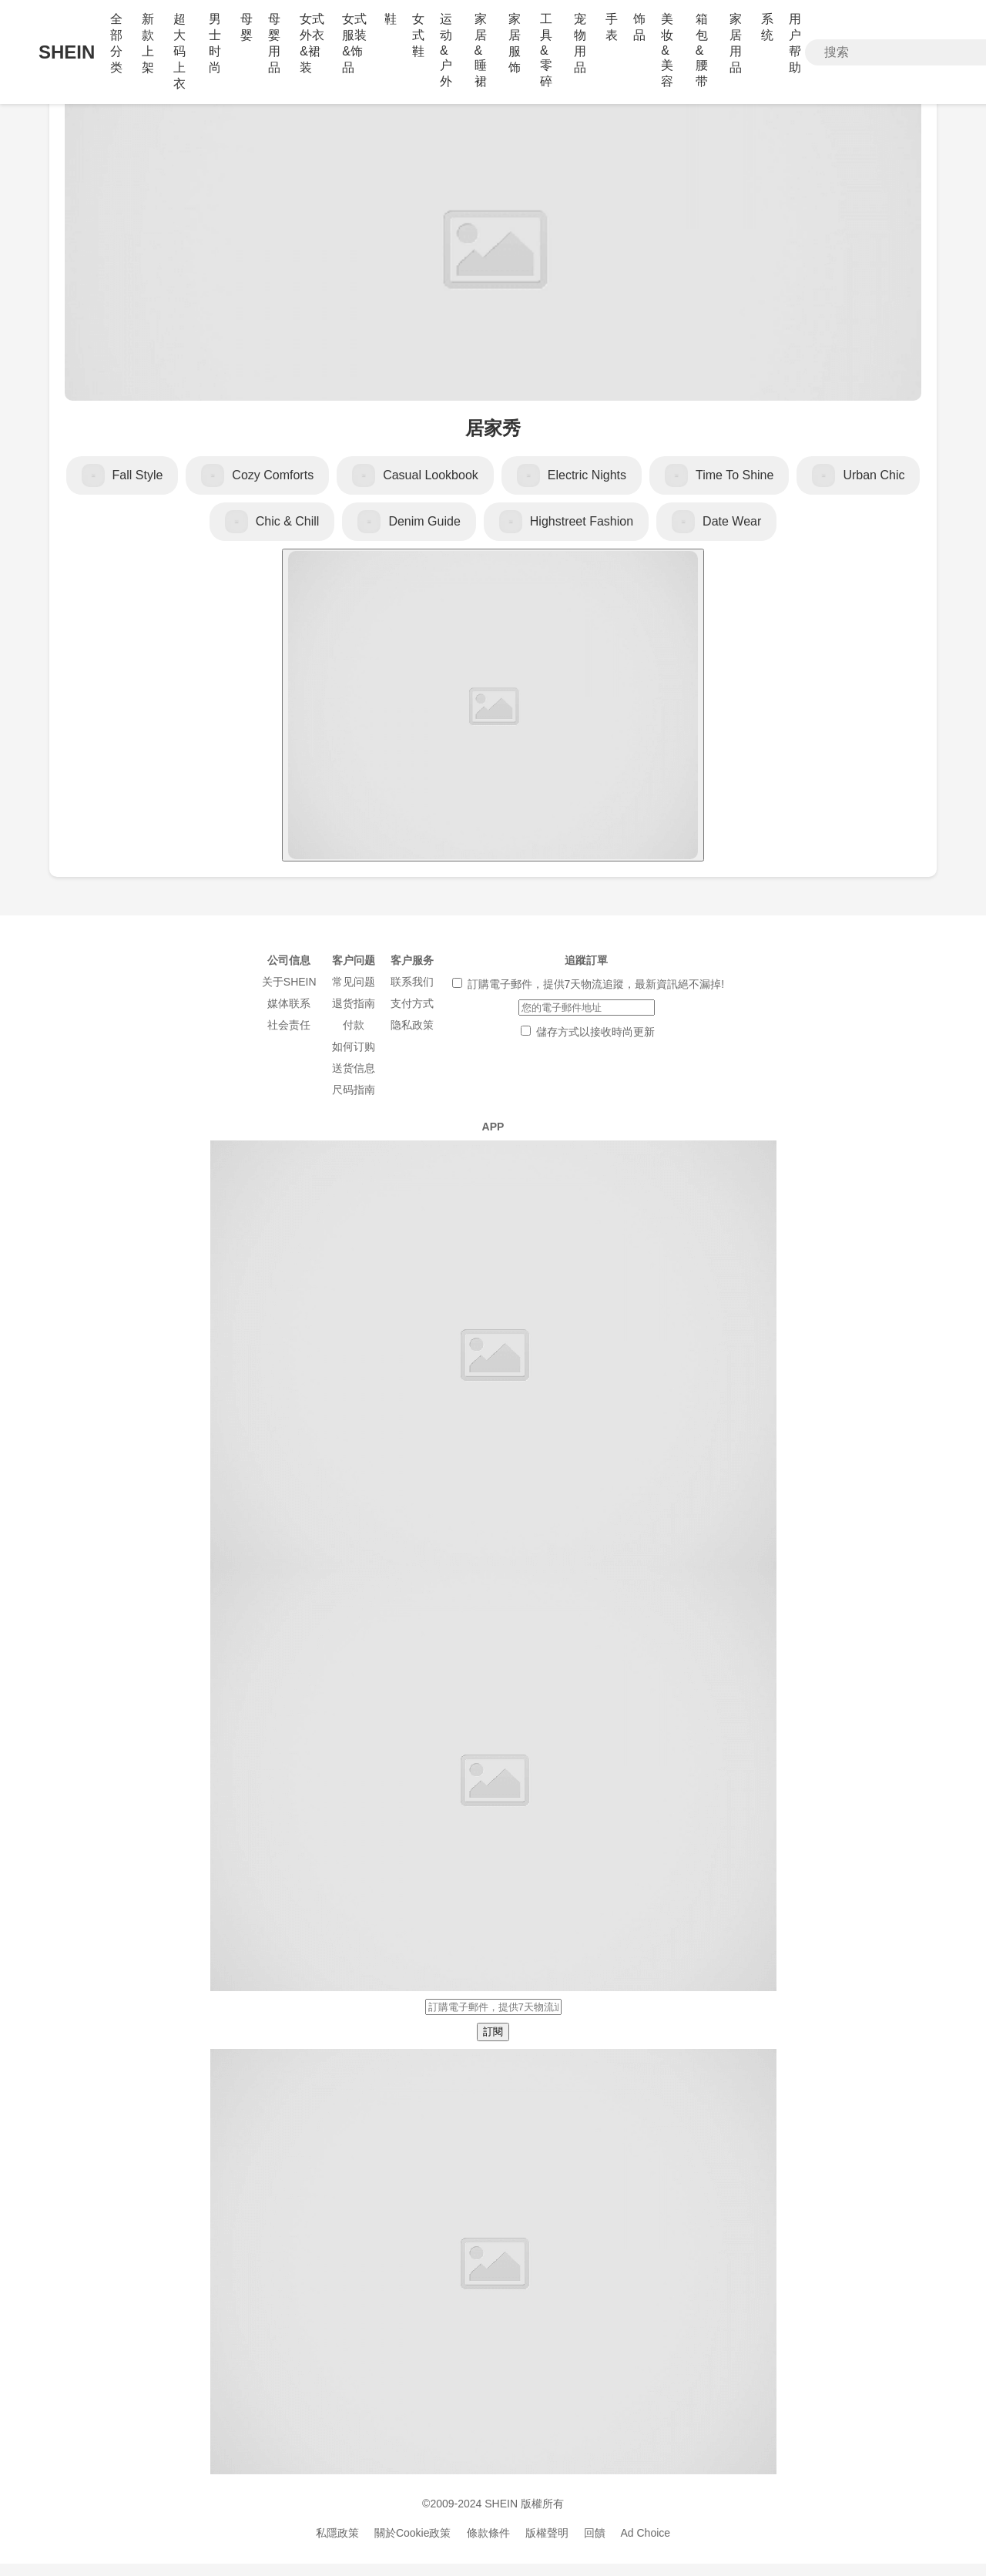 SHEIN
全部分类
新款上架
超大码上衣
男士时尚
母婴
母婴用品
女式外衣&裙装
女式服装&饰品
鞋
女式鞋
运动&户外
家居&睡裙
家居服饰
工具&零碎
宠物用品
手表
饰品
美妆&美容
箱包&腰带
家居用品
系统
用户帮助
搜索
居家秀
Fall Style
Cozy Comforts
Casual Lookbook
Electric Nights
Time To Shine
Urban Chic
Chic & Chill
Denim Guide
Highstreet Fashion
Date Wear
公司信息
关于SHEIN
媒体联系
社会责任
客户问题
常见问题
退货指南
付款
如何订购
送货信息
尺码指南
客户服务
联系我们
支付方式
隐私政策
追蹤訂單
訂購電子郵件，提供7天物流追蹤，最新資訊絕不漏掉!
您的電子郵件地址
儲存方式以接收時尚更新
APP
訂購電子郵件，提供7天物流
訂閱
©2009-2024 SHEIN 版權所有
私隱政策
關於Cookie政策
條款條件
版權聲明
回饋
Ad Choice